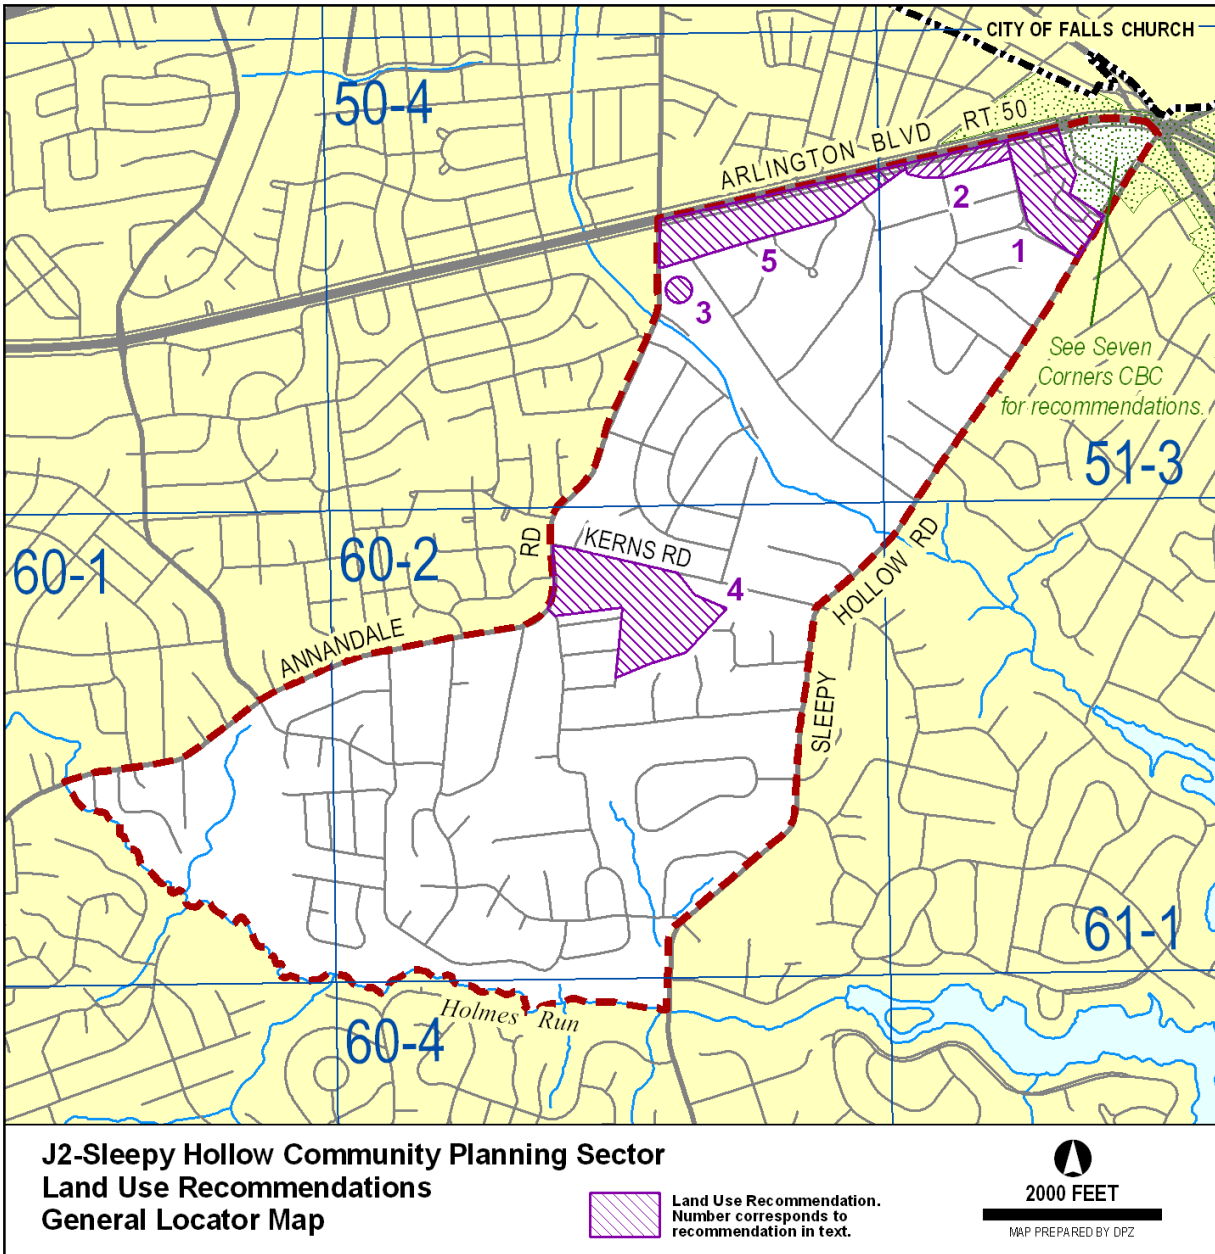 CITY OF FALLS CHURCH
50-4
ARLINGTON BLVD RT 50
2
1
5
3
See Seven
Corners CBC
for recommendations.
51-3
KERNS RD
RD
60-1
60-2
4
HOLLOW RD
ANNANDALE
SLEEPY
61-1
Holmes Run
60-4
J2-Sleepy Hollow Community Planning Sector
Land Use Recommendations
General Locator Map
Land Use Recommendation.
Number corresponds to
recommendation in text.
2000 FEET
MAP PREPARED BY DPZ